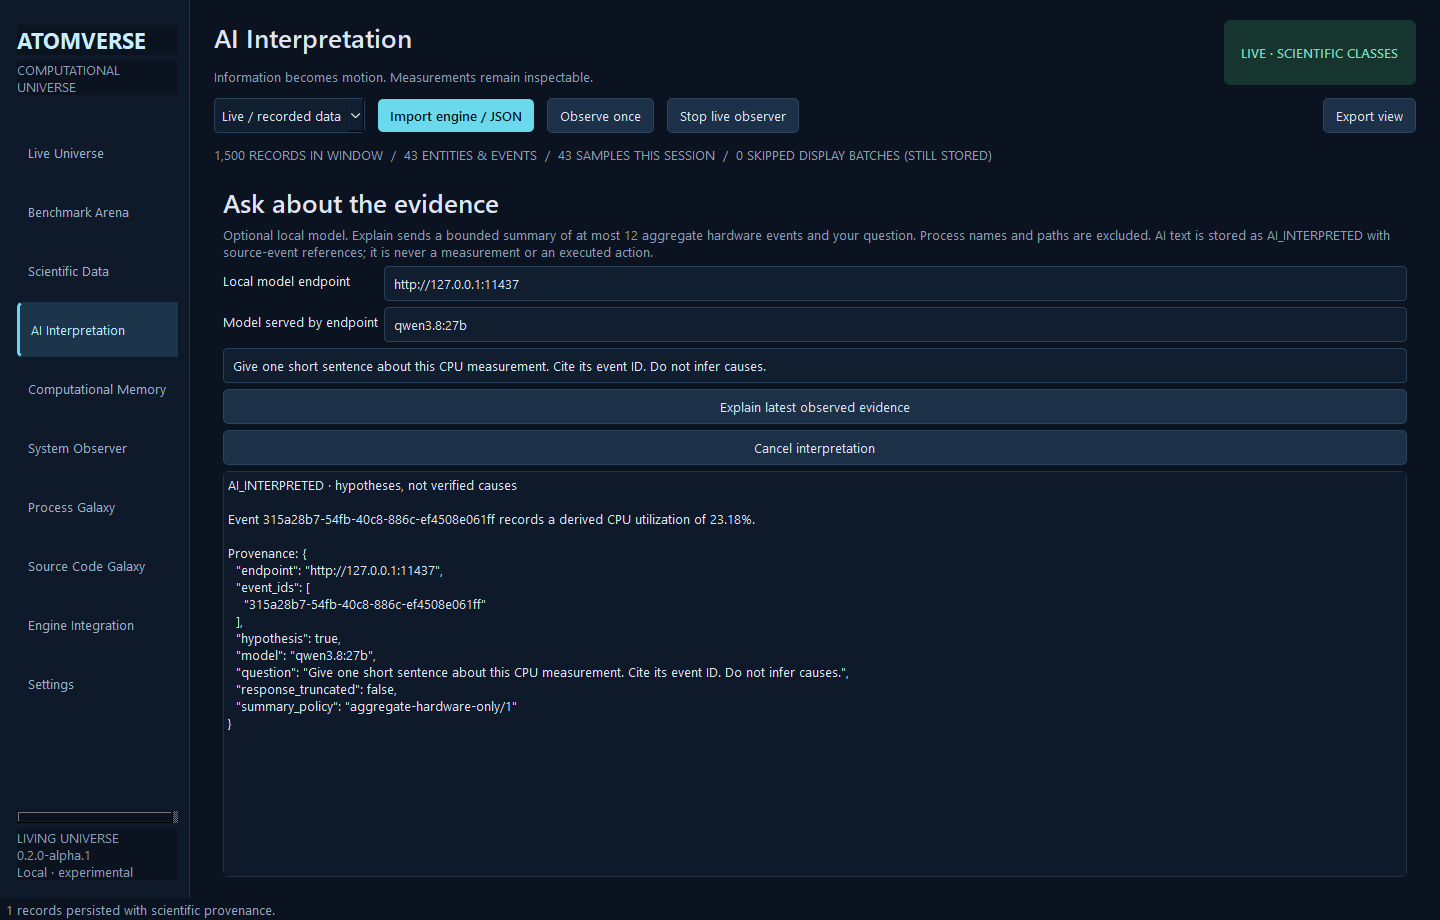 ATOMVERSE
COMPUTATIONAL
UNIVERSE
Live Universe
Benchmark Arena
Scientific Data
AI Interpretation
Computational Memory
System Observer
Process Galaxy
Source Code Galaxy
Engine Integration
Settings
LIVING UNIVERSE
0.2.0-alpha.1
Local · experimental
AI Interpretation
Information becomes motion. Measurements remain inspectable.
LIVE · SCIENTIFIC CLASSES
Live / recorded data
Import engine / JSON
Observe once
Stop live observer
Export view
1,500 RECORDS IN WINDOW / 43 ENTITIES & EVENTS / 43 SAMPLES THIS SESSION / 0 SKIPPED DISPLAY BATCHES (STILL STORED)
Ask about the evidence
Optional local model. Explain sends a bounded summary of at most 12 aggregate hardware events and your question. Process names and paths are excluded. AI text is stored as AI_INTERPRETED with
source-event references; it is never a measurement or an executed action.
Local model endpoint
http://127.0.0.1:11437
Model served by endpoint
qwen3.8:27b
Give one short sentence about this CPU measurement. Cite its event ID. Do not infer causes.
Explain latest observed evidence
Cancel interpretation
AI_INTERPRETED · hypotheses, not verified causes
Event 315a28b7-54fb-40c8-886c-ef4508e061ff records a derived CPU utilization of 23.18%.
Provenance: {
"endpoint": "http://127.0.0.1:11437",
"event_ids": [
"315a28b7-54fb-40c8-886c-ef4508e061ff"
],
"hypothesis": true,
"model": "qwen3.8:27b",
"question": "Give one short sentence about this CPU measurement. Cite its event ID. Do not infer causes.",
"response_truncated": false,
"summary_policy": "aggregate-hardware-only/1"
}
1 records persisted with scientific provenance.